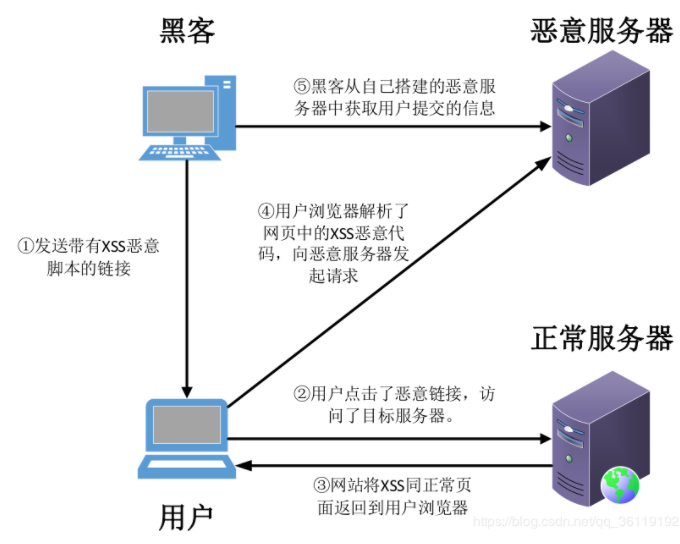 黑客
恶意服务器
⑤黑客从自己搭建的恶意服
务器中获取用户提交的信息
④用户浏览器解析了
网页中的XSS恶意代
码，向恶意服务器发
起请求
①发送带有XSS恶意
脚本的链接
正常服务器
②用户点击了恶意链接，访
问了目标服务器。
③网站将XSS同正常页
面返回到用户浏览器
用户
https://blog.csdn.net/qq_36119192